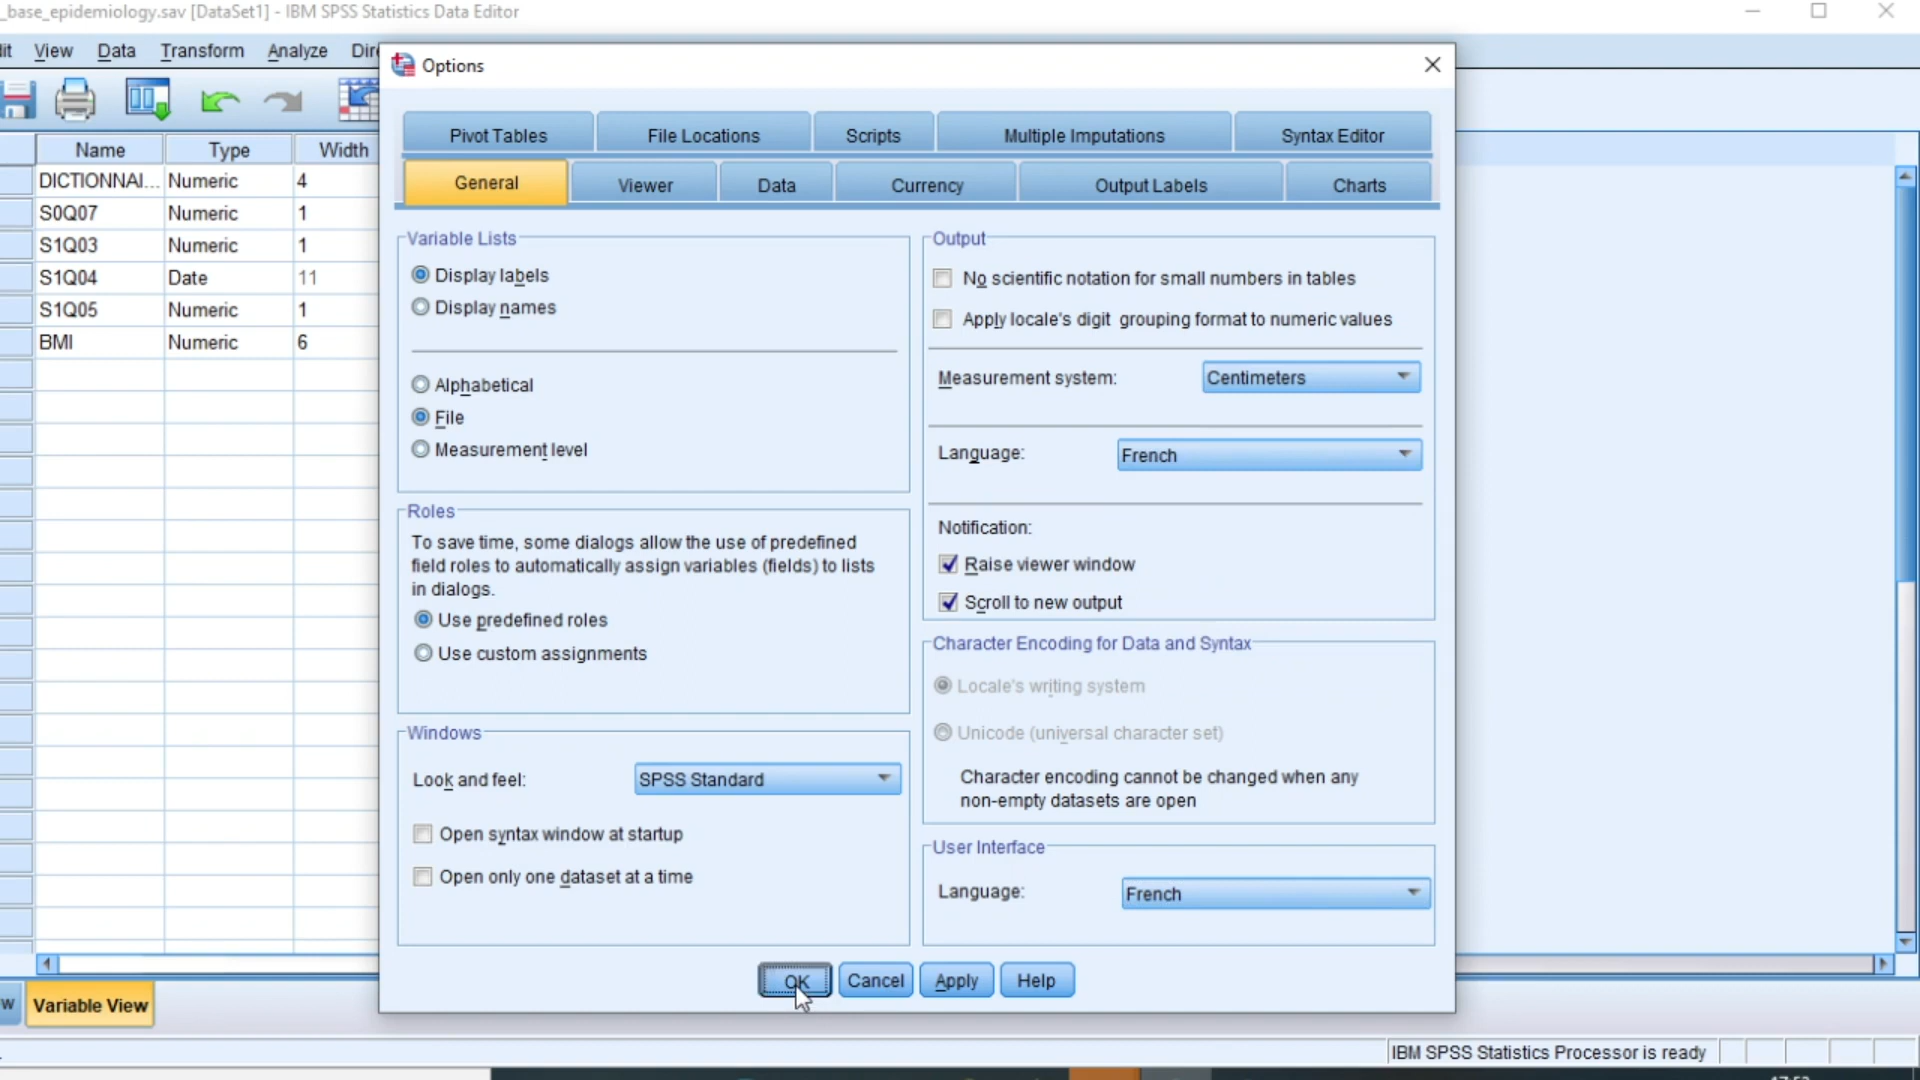 _base_epidemiology.sav [DataSet1] - IBM SPSS Statistics Data Editor
dit View Data Transform Analyze Dire
Options
Pivot Tables File Locations Scripts Multiple Imputations Syntax Editor
General Viewer Data Currency Output Labels Charts
Name Type Width
DICTIONNAI... Numeric 4
S0Q07 Numeric 1
S1Q03 Numeric 1
S1Q04 Date 11
S1Q05 Numeric 1
BMI Numeric 6
Variable Lists
Display labels
Display names
Alphabetical
File
Measurement level
Roles
To save time, some dialogs allow the use of predefined
field roles to automatically assign variables (fields) to lists
in dialogs.
Use predefined roles
Use custom assignments
Windows
Look and feel: SPSS Standard
Open syntax window at startup
Open only one dataset at a time
Output
No scientific notation for small numbers in tables
Apply locale's digit grouping format to numeric values
Measurement system: Centimeters
Language: French
Notification:
Raise viewer window
Scroll to new output
Character Encoding for Data and Syntax
Locale's writing system
Unicode (universal character set)
Character encoding cannot be changed when any
non-empty datasets are open
User Interface
Language: French
OK Cancel Apply Help
Variable View
IBM SPSS Statistics Processor is ready